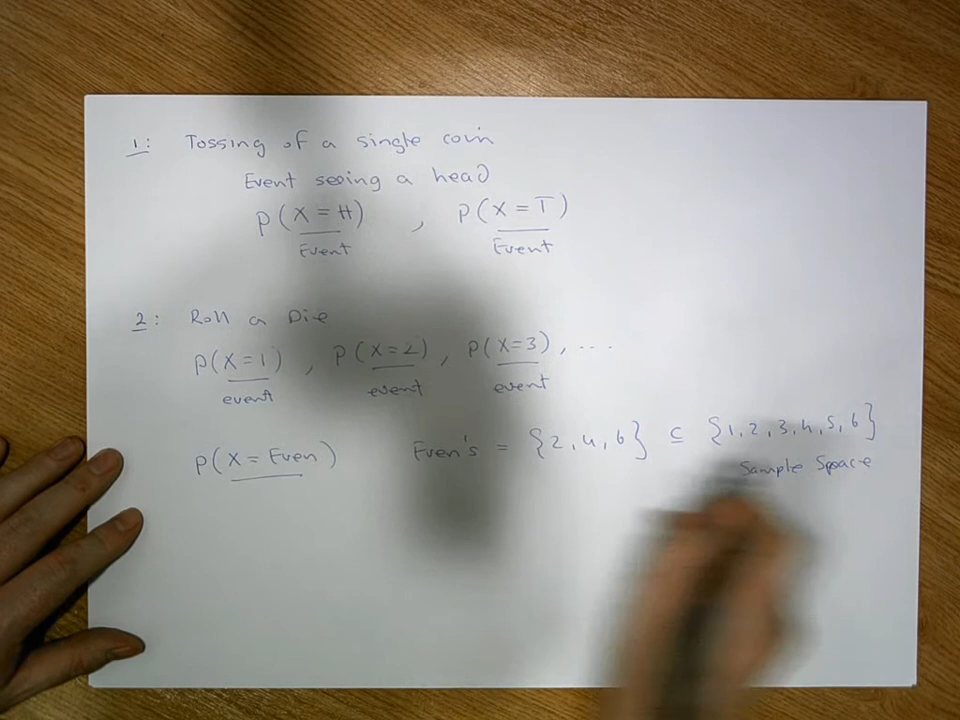 1: Tossing of a single coin
Event seeing a head
P(X=H) , P(X=T)
Event Event
2: Roll a Die
P(X=1) , P(X=2) , P(X=3) , ...
event event event
P(X=Even) Even's = {2,4,6} ⊆ {1,2,3,4,5,6}
Sample Space